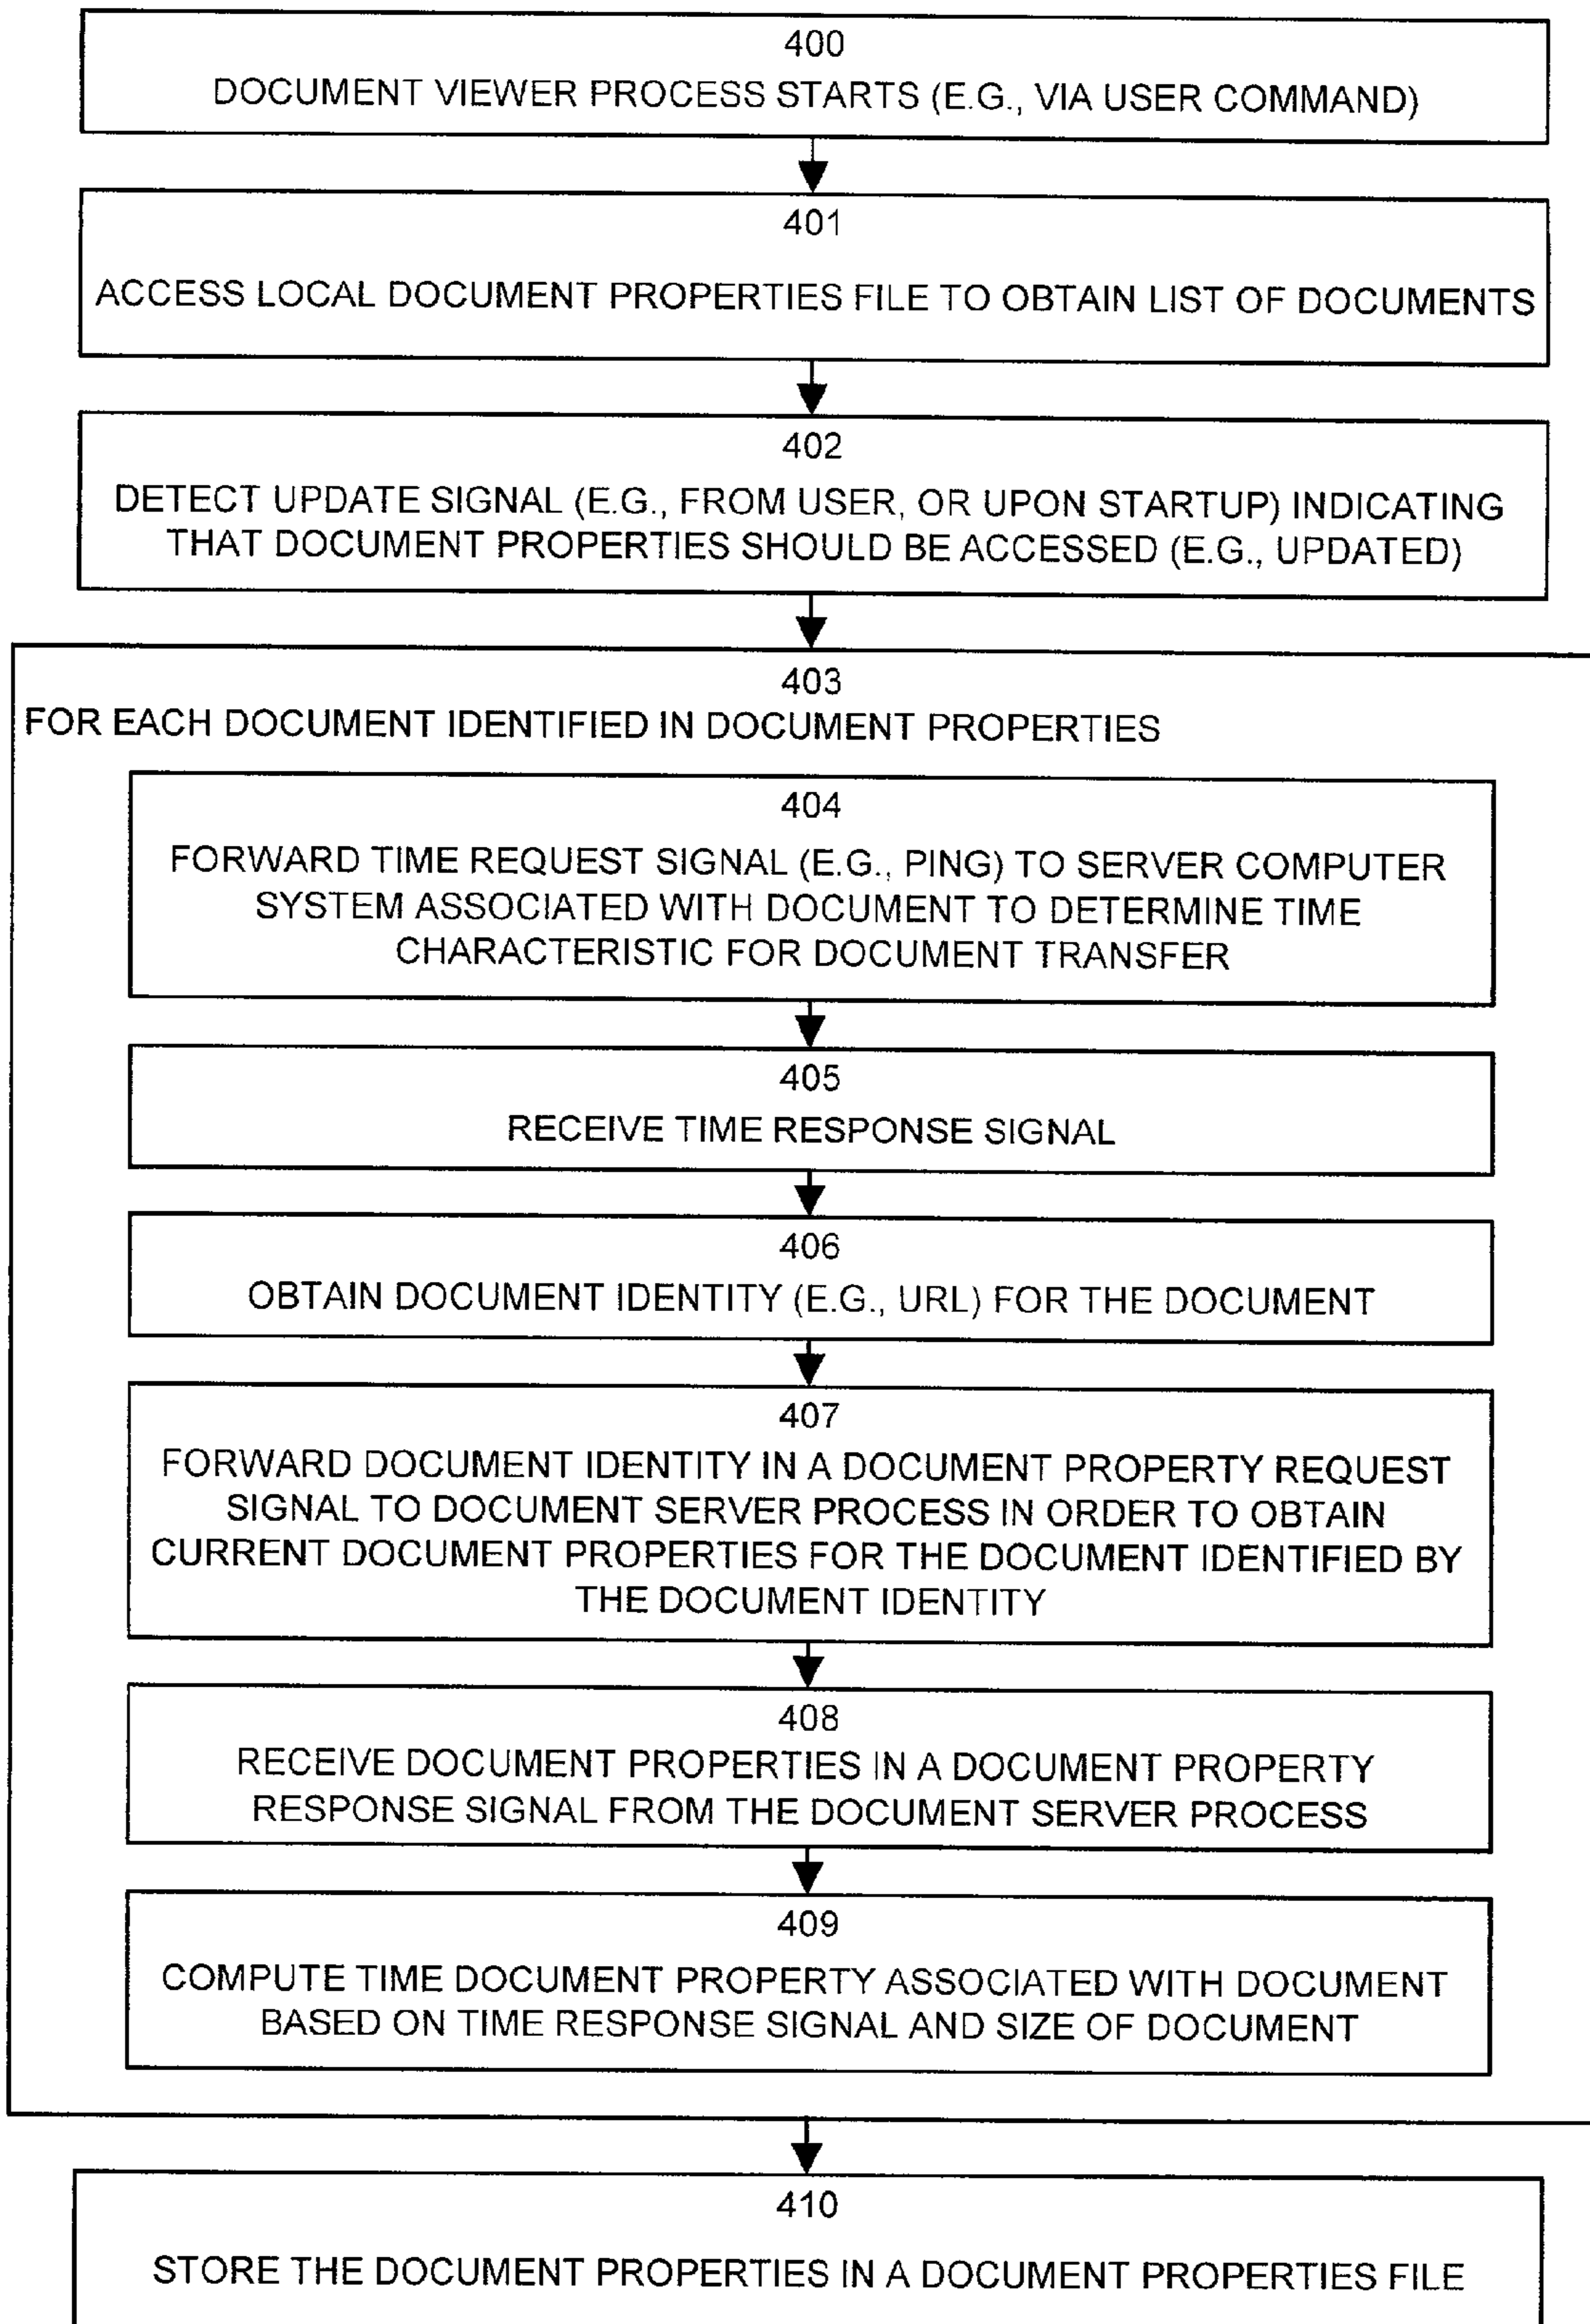 400
DOCUMENT VIEWER PROCESS STARTS (E.G., VIA USER COMMAND)
401
ACCESS LOCAL DOCUMENT PROPERTIES FILE TO OBTAIN LIST OF DOCUMENTS
402
DETECT UPDATE SIGNAL (E.G., FROM USER, OR UPON STARTUP) INDICATING
THAT DOCUMENT PROPERTIES SHOULD BE ACCESSED (E.G., UPDATED)
403
FOR EACH DOCUMENT IDENTIFIED IN DOCUMENT PROPERTIES
404
FORWARD TIME REQUEST SIGNAL (E.G., PING) TO SERVER COMPUTER
SYSTEM ASSOCIATED WITH DOCUMENT TO DETERMINE TIME
CHARACTERISTIC FOR DOCUMENT TRANSFER
405
RECEIVE TIME RESPONSE SIGNAL
406
OBTAIN DOCUMENT IDENTITY (E.G., URL) FOR THE DOCUMENT
407
FORWARD DOCUMENT IDENTITY IN A DOCUMENT PROPERTY REQUEST
SIGNAL TO DOCUMENT SERVER PROCESS IN ORDER TO OBTAIN
CURRENT DOCUMENT PROPERTIES FOR THE DOCUMENT IDENTIFIED BY
THE DOCUMENT IDENTITY
408
RECEIVE DOCUMENT PROPERTIES IN A DOCUMENT PROPERTY
RESPONSE SIGNAL FROM THE DOCUMENT SERVER PROCESS
409
COMPUTE TIME DOCUMENT PROPERTY ASSOCIATED WITH DOCUMENT
BASED ON TIME RESPONSE SIGNAL AND SIZE OF DOCUMENT
410
STORE THE DOCUMENT PROPERTIES IN A DOCUMENT PROPERTIES FILE